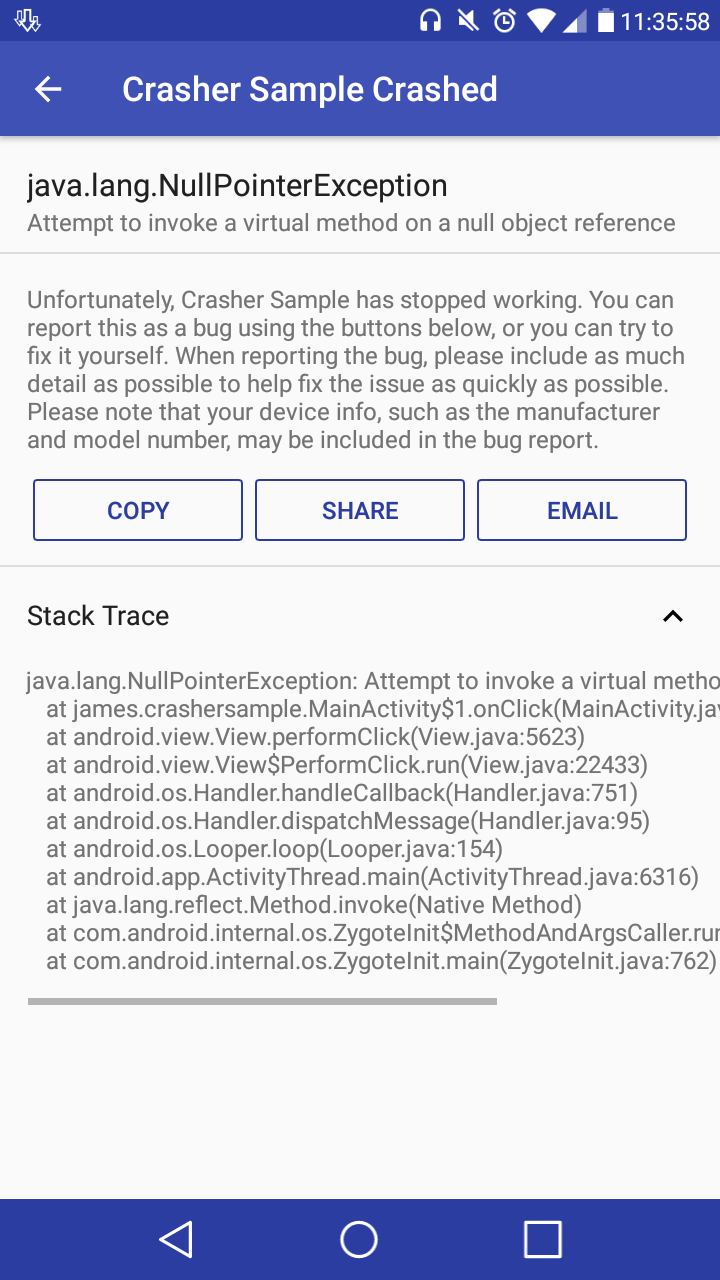 11:35:58
Crasher Sample Crashed
java.lang.NullPointerException
Attempt to invoke a virtual method on a null object reference
Unfortunately, Crasher Sample has stopped working. You can
report this as a bug using the buttons below, or you can try to
fix it yourself. When reporting the bug, please include as much
detail as possible to help fix the issue as quickly as possible.
Please note that your device info, such as the manufacturer
and model number, may be included in the bug report.
COPY SHARE EMAIL
Stack Trace
java.lang.NullPointerException: Attempt to invoke a virtual metho
at james.crashersample.MainActivity$1.onClick(MainActivity.jav
at android.view.View.performClick(View.java:5623)
at android.view.View$PerformClick.run(View.java:22433)
at android.os.Handler.handleCallback(Handler.java:751)
at android.os.Handler.dispatchMessage(Handler.java:95)
at android.os.Looper.loop(Looper.java:154)
at android.app.ActivityThread.main(ActivityThread.java:6316)
at java.lang.reflect.Method.invoke(Native Method)
at com.android.internal.os.ZygoteInit$MethodAndArgsCaller.run
at com.android.internal.os.ZygoteInit.main(ZygoteInit.java:762)